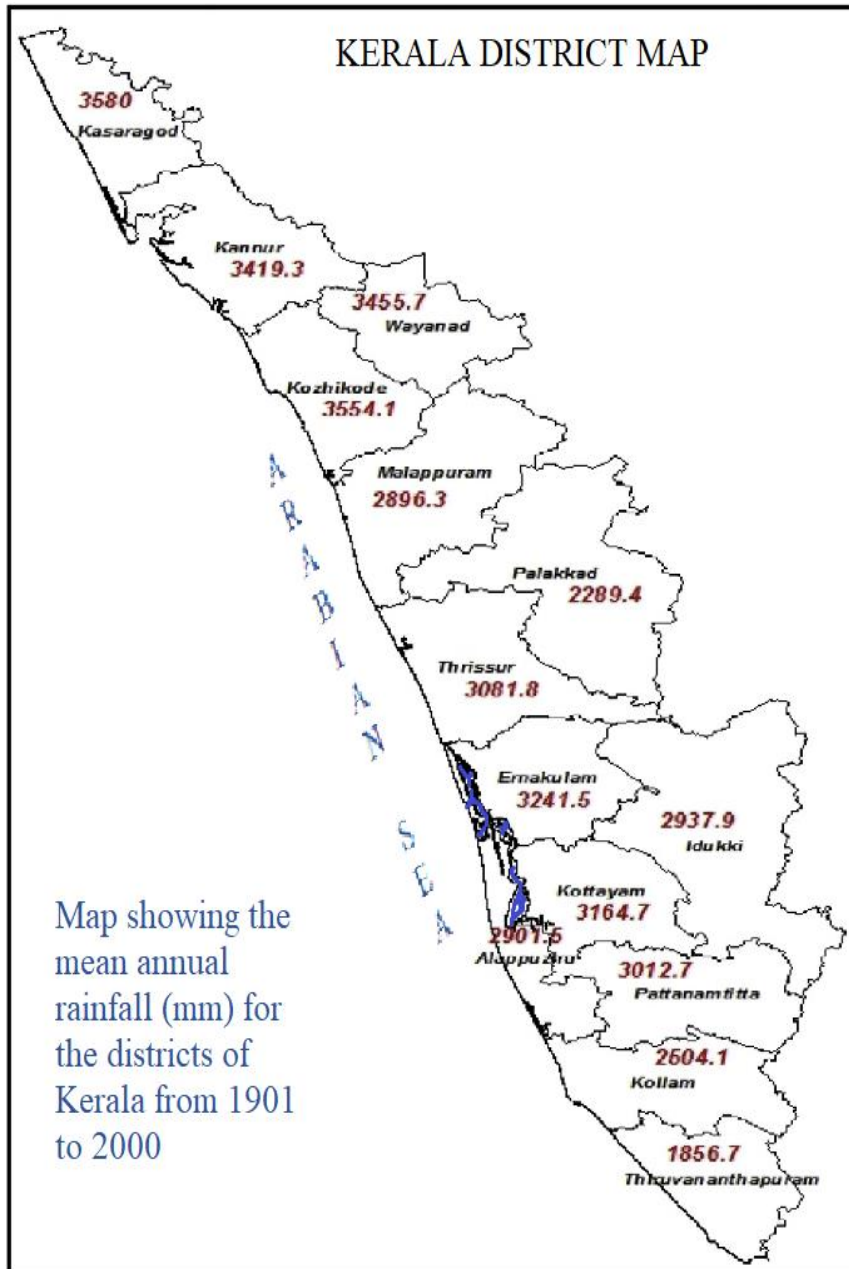 KERALA DISTRICT MAP
3580
Kasaragod
Kannur
3419.3
3455.7
Wayanad
Kozhikode
3554.1
Malappuram
2896.3
Palakkad
2289.4
Thrissur
3081.8
Ernakulam
3241.5
2937.9
Idukki
Kottayam
3164.7
2901.5
Alappuzha
3012.7
Pattanamtitta
2604.1
Kollam
1856.7
Thiruvananthapuram
ARABIAN SEA
Map showing the
mean annual
rainfall (mm) for
the districts of
Kerala from 1901
to 2000